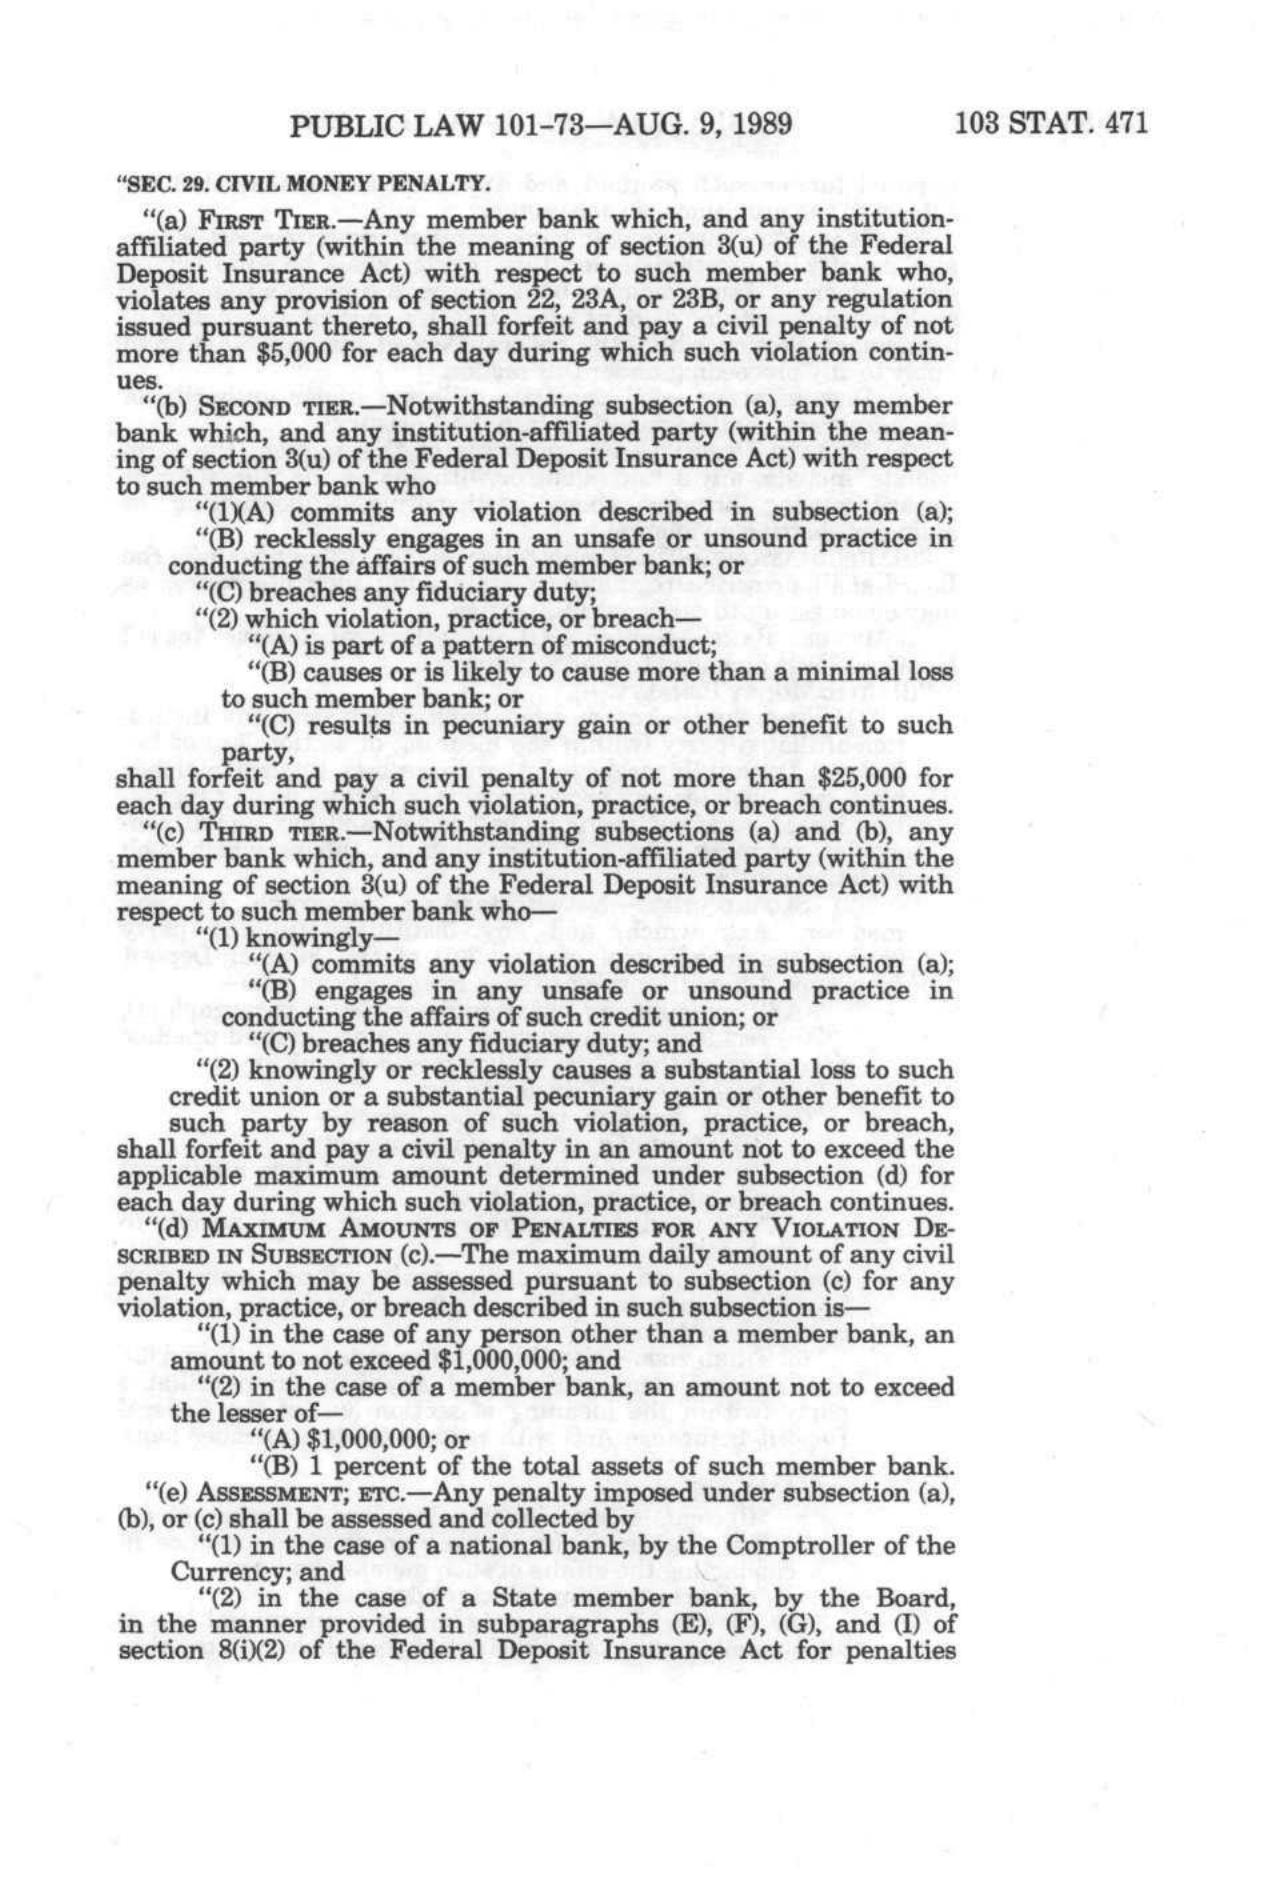 PUBLIC LAW 101-73—AUG. 9, 1989 103 STAT. 471
“SEC. 29. CIVIL MONEY PENALTY.
“(a) FIRST TIER.—Any member bank which, and any institution-
affiliated party (within the meaning of section 3(u) of the Federal
Deposit Insurance Act) with respect to such member bank who,
violates any provision of section 22, 23A, or 23B, or any regulation
issued pursuant thereto, shall forfeit and pay a civil penalty of not
more than $5,000 for each day during which such violation contin-
ues.
“(b) SECOND TIER.—Notwithstanding subsection (a), any member
bank which, and any institution-affiliated party (within the mean-
ing of section 3(u) of the Federal Deposit Insurance Act) with respect
to such member bank who
“(1)(A) commits any violation described in subsection (a);
“(B) recklessly engages in an unsafe or unsound practice in
conducting the affairs of such member bank; or
“(C) breaches any fiduciary duty;
“(2) which violation, practice, or breach—
“(A) is part of a pattern of misconduct;
“(B) causes or is likely to cause more than a minimal loss
to such member bank; or
“(C) results in pecuniary gain or other benefit to such
party,
shall forfeit and pay a civil penalty of not more than $25,000 for
each day during which such violation, practice, or breach continues.
“(c) THIRD TIER.—Notwithstanding subsections (a) and (b), any
member bank which, and any institution-affiliated party (within the
meaning of section 3(u) of the Federal Deposit Insurance Act) with
respect to such member bank who—
“(1) knowingly—
“(A) commits any violation described in subsection (a);
“(B) engages in any unsafe or unsound practice in
conducting the affairs of such credit union; or
“(C) breaches any fiduciary duty; and
“(2) knowingly or recklessly causes a substantial loss to such
credit union or a substantial pecuniary gain or other benefit to
such party by reason of such violation, practice, or breach,
shall forfeit and pay a civil penalty in an amount not to exceed the
applicable maximum amount determined under subsection (d) for
each day during which such violation, practice, or breach continues.
“(d) MAXIMUM AMOUNTS OF PENALTIES FOR ANY VIOLATION DE-
SCRIBED IN SUBSECTION (c).—The maximum daily amount of any civil
penalty which may be assessed pursuant to subsection (c) for any
violation, practice, or breach described in such subsection is—
“(1) in the case of any person other than a member bank, an
amount to not exceed $1,000,000; and
“(2) in the case of a member bank, an amount not to exceed
the lesser of—
“(A) $1,000,000; or
“(B) 1 percent of the total assets of such member bank.
“(e) ASSESSMENT; ETC.—Any penalty imposed under subsection (a),
(b), or (c) shall be assessed and collected by
“(1) in the case of a national bank, by the Comptroller of the
Currency; and
“(2) in the case of a State member bank, by the Board,
in the manner provided in subparagraphs (E), (F), (G), and (I) of
section 8(i)(2) of the Federal Deposit Insurance Act for penalties